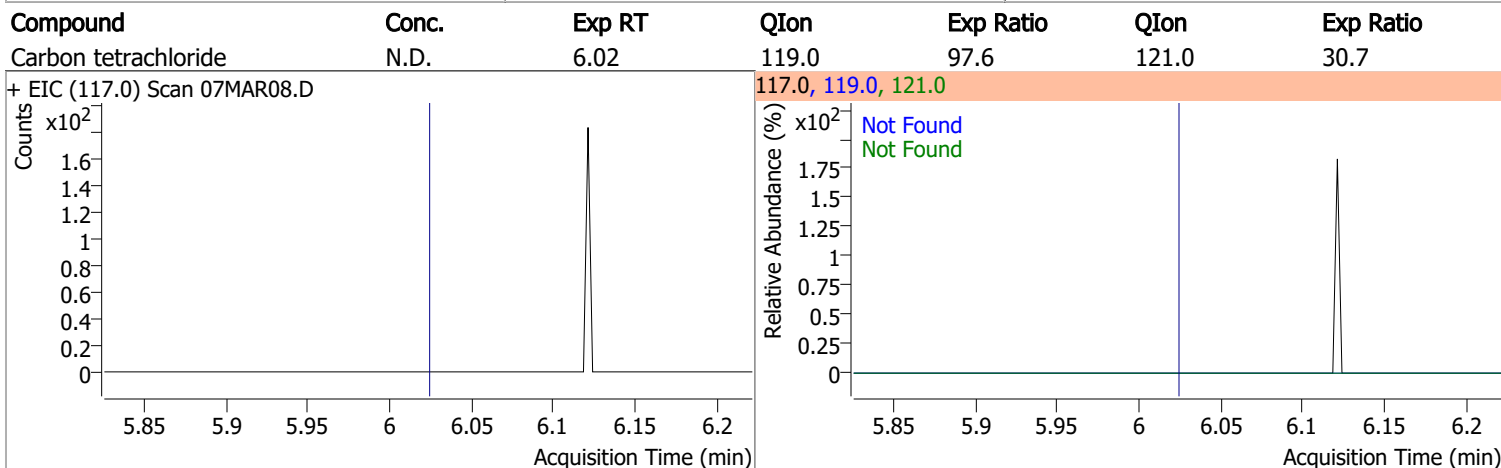 Compound Conc. Exp RT QIon Exp Ratio QIon Exp Ratio
Carbon tetrachloride N.D. 6.02 119.0 97.6 121.0 30.7
+ EIC (117.0) Scan 07MAR08.D
Counts
x10²
1.6
1.4
1.2
1
0.8
0.6
0.4
0.2
0
5.85 5.9 5.95 6 6.05 6.1 6.15 6.2
Acquisition Time (min)
117.0, 119.0, 121.0
Relative Abundance (%)
x10²
Not Found
Not Found
1.75
1.5
1.25
1
0.75
0.5
0.25
0
5.85 5.9 5.95 6 6.05 6.1 6.15 6.2
Acquisition Time (min)